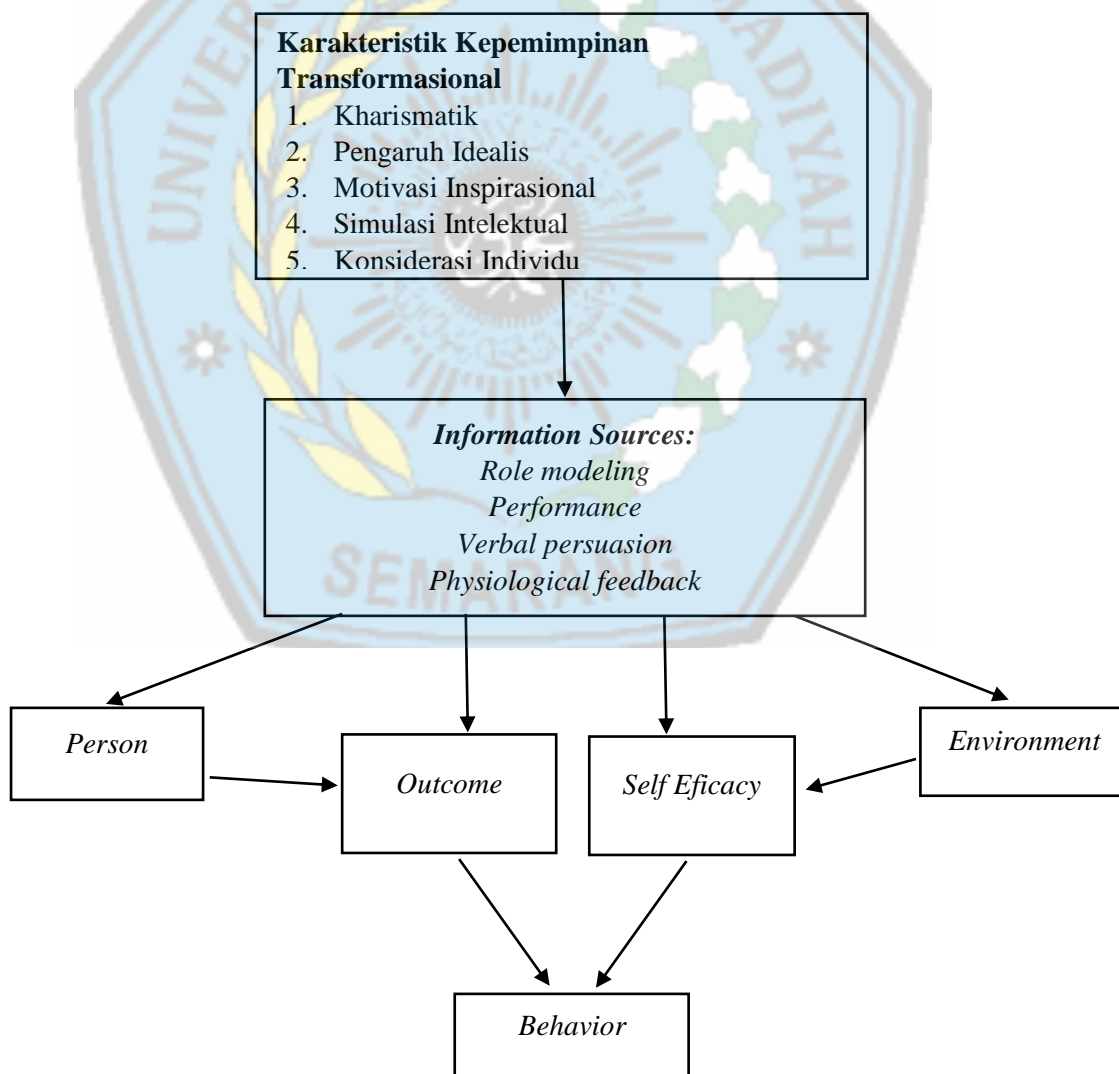 Karakteristik Kepemimpinan
Transformasional
1. Kharismatik
2. Pengaruh Idealis
3. Motivasi Inspirasional
4. Simulasi Intelektual
5. Konsiderasi Individu
Information Sources:
Role modeling
Performance
Verbal persuasion
Physiological feedback
SEMARANG
Person
Outcome
Self Eficacy
Environment
Behavior